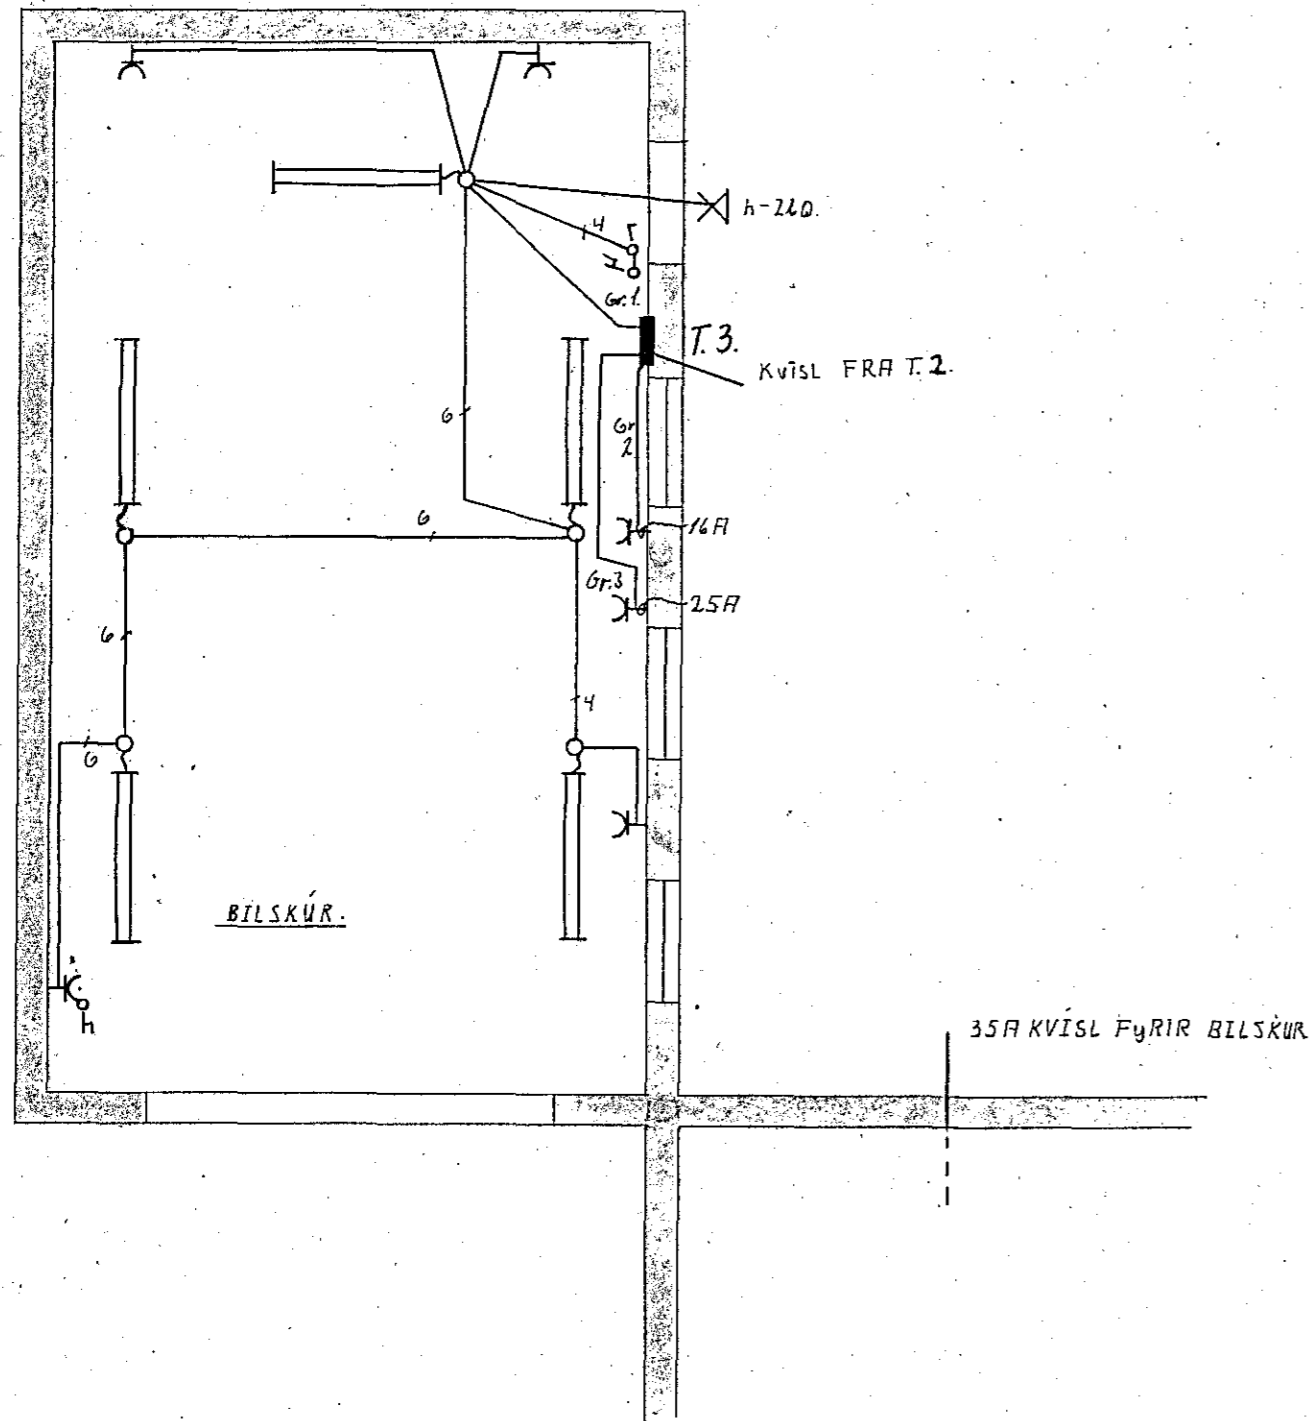 h-220.
4
Gr.1.
T.3.
KVÍSL FRA T.2.
6
Gr
2
6
16A
Gr.3
25A
6
4
6
BÍLSKÚR.
h
35A KVÍSL FYRIR BÍLSKÚR